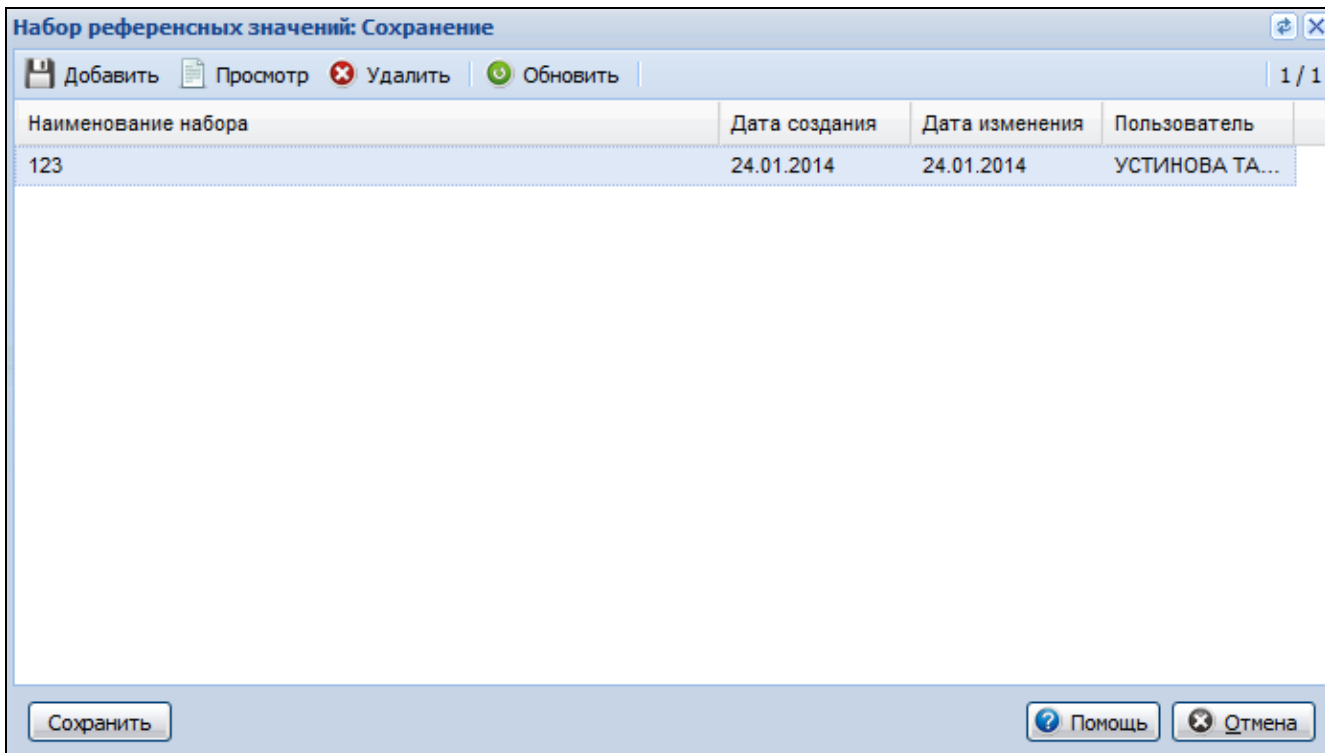 Набор референсных значений: Сохранение
Добавить Просмотр Удалить Обновить 1 / 1
Наименование набора Дата создания Дата изменения Пользователь
123 24.01.2014 24.01.2014 УСТИНОВА ТА...
Сохранить Помощь Отмена